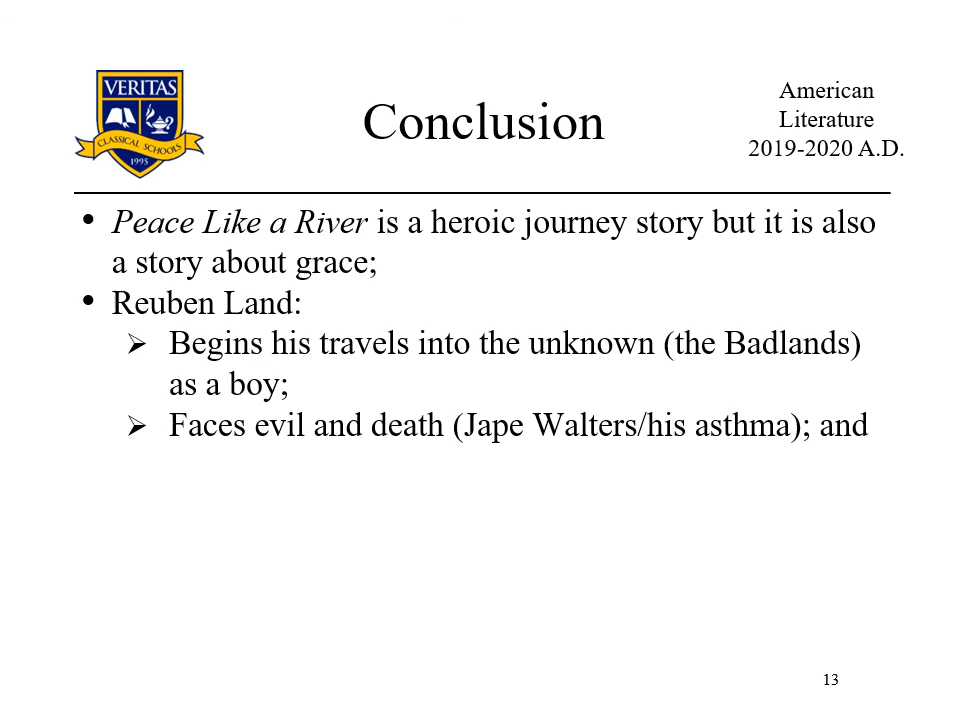 VERITAS
CLASSICAL SCHOOLS
1995
Conclusion
American
Literature
2019-2020 A.D.
• Peace Like a River is a heroic journey story but it is also
a story about grace;
• Reuben Land:
➢ Begins his travels into the unknown (the Badlands)
as a boy;
➢ Faces evil and death (Jape Walters/his asthma); and
13